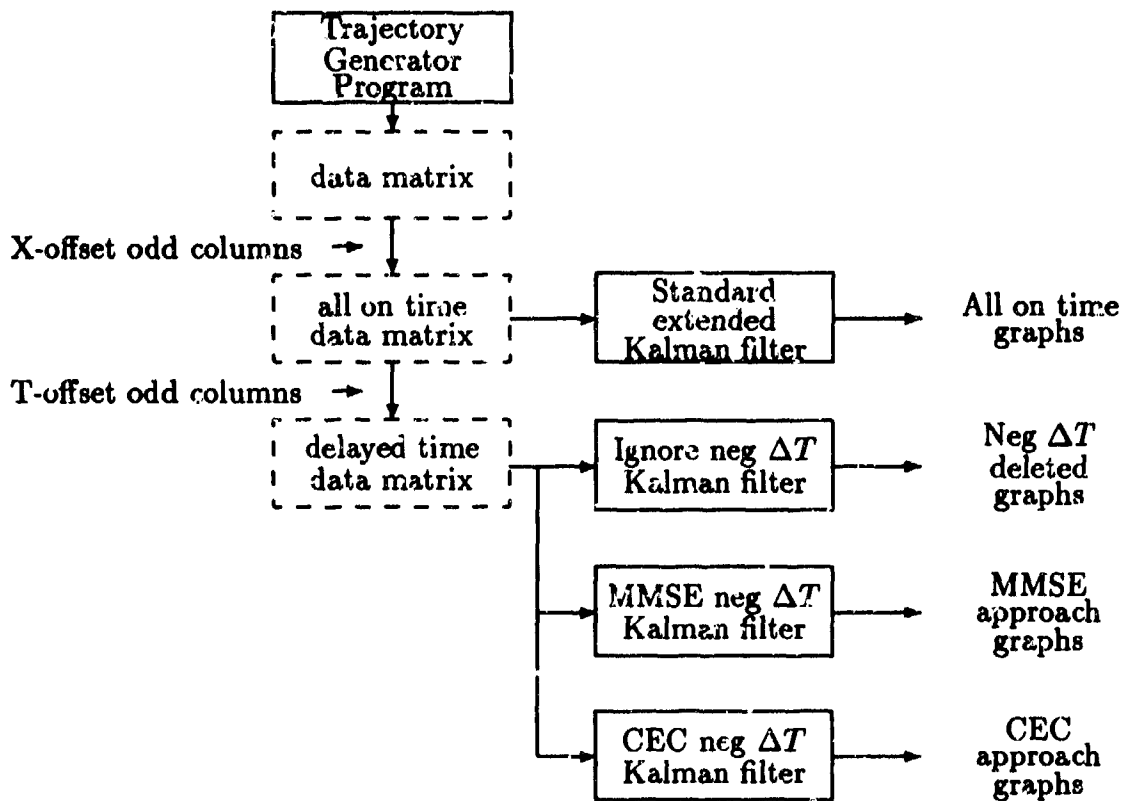 Trajectory
Generator
Program
data matrix
X-offset odd columns
all on time
data matrix
Standard
extended
Kalman filter
All on time
graphs
T-offset odd columns
delayed time
data matrix
Ignore neg ΔT
Kalman filter
Neg ΔT
deleted
graphs
MMSE neg ΔT
Kalman filter
MMSE
approach
graphs
CEC neg ΔT
Kalman filter
CEC
approach
graphs